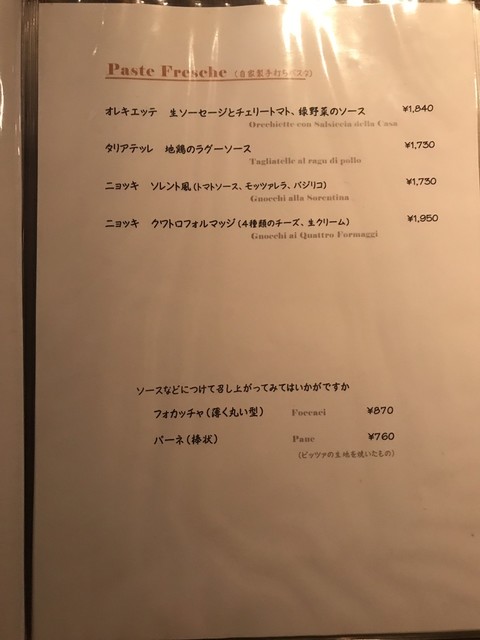 Paste Fresche （自家製手打ちパスタ）
オレキエッテ　生ソーセージとチェリートマト、緑野菜のソース　¥1,840
Orecchiette con Salsiccia della Casa
タリアテッレ　地鶏のラグーソース　¥1,730
Tagliatelle al ragu di pollo
ニョッキ　ソレント風（トマトソース、モッツァレラ、バジリコ）　¥1,730
Gnocchi alla Sorentina
ニョッキ　クワトロフォルマッジ（４種類のチーズ、生クリーム）　¥1,950
Gnocchi ai Quattro Formaggi
ソースなどにつけて召し上がってみてはいかがですか
フォカッチャ（薄く丸い型）　Foccaci　¥870
パーネ（棒状）　Pane　¥760
（ピッツァの生地を焼いたもの）